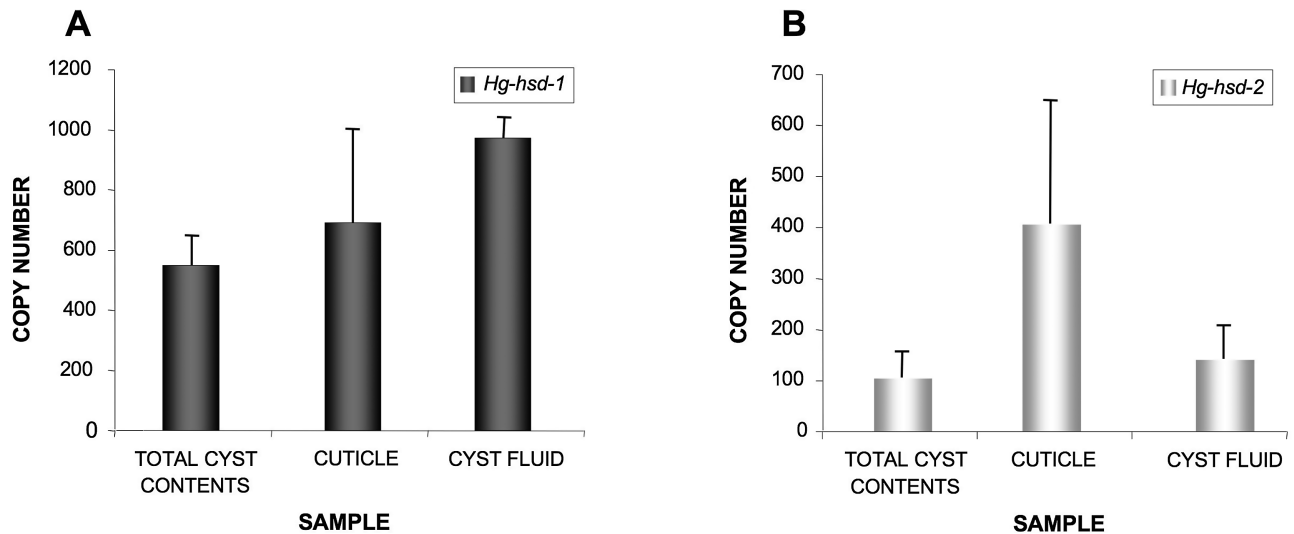 A
1200
1000
800
600
400
200
0
COPY NUMBER
Hg-hsd-1
TOTAL CYST
CONTENTS
CUTICLE
CYST FLUID
SAMPLE
B
700
600
500
400
300
200
100
0
COPY NUMBER
Hg-hsd-2
TOTAL CYST
CONTENTS
CUTICLE
CYST FLUID
SAMPLE